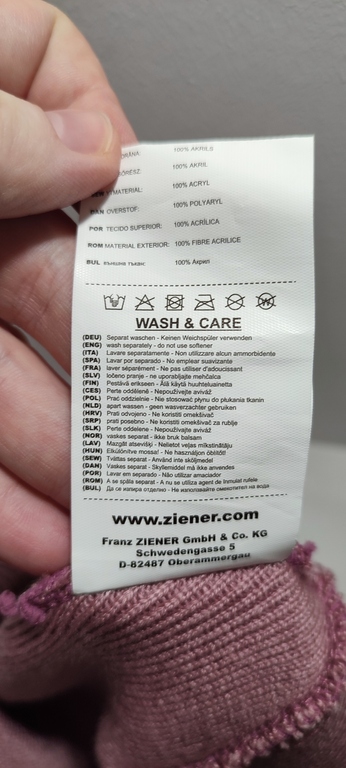 100% AKRIL
MATERIAL: 100% ACRYL
OVERSTOF: 100% POLYARYL
POR TECIDO SUPERIOR: 100% ACRÍLICA
ROM MATERIAL EXTERIOR: 100% FIBRE ACRILICE
BUL ВЪНШНА ТЪКАН: 100% Акрил
WASH & CARE
(DEU) Separat waschen - Keinen Weichspüler verwenden
(ENG) wash separately - do not use softener
(ITA) Lavare separatamente - Non utilizzare alcun ammorbidente
(SPA) Lavar por separado - No emplear suavizante
(FRA) laver séparément - Ne pas utiliser d'adoucissant
(SLV) ločeno pranje - ne uporabljajte mehčalca
(FIN) Pestävä erikseen - Älä käytä huuhteluainetta
(CES) Perte odděleně - Nepoužívejte aviváž
(POL) Prać oddzielnie - Nie stosować płynu do płukania tkanin
(NLD) apart wassen - geen wasverzachter gebruiken
(HRV) Prati odvojeno - Ne koristiti omekšivač
(SRP) prati posebno - Ne koristiti omekšivač za rublje
(SLK) Perte oddelene - Nepoužívejte aviváž
(NOR) vaskes separat - ikke bruk balsam
(LAV) Mazgāt atsevišķi - Nelietot veļas mīkstinātāju
(HUN) Elkülönítve mossa! - Ne használjon öblítőt!
(SEW) Tvättas separat - Använd inte sköljmedel
(DAN) Vaskes separat - Skyllemiddel må ikke anvendes
(POR) Lavar em separado - Não utilizar amaciador
(ROM) A se spăla separat - A nu se utiliza agent de înmuiat rufele
(BUL) Да се изпира отделно - Не използвайте омекотител на вода
www.ziener.com
Franz ZIENER GmbH & Co. KG
Schwedengasse 5
D-82487 Oberammergau